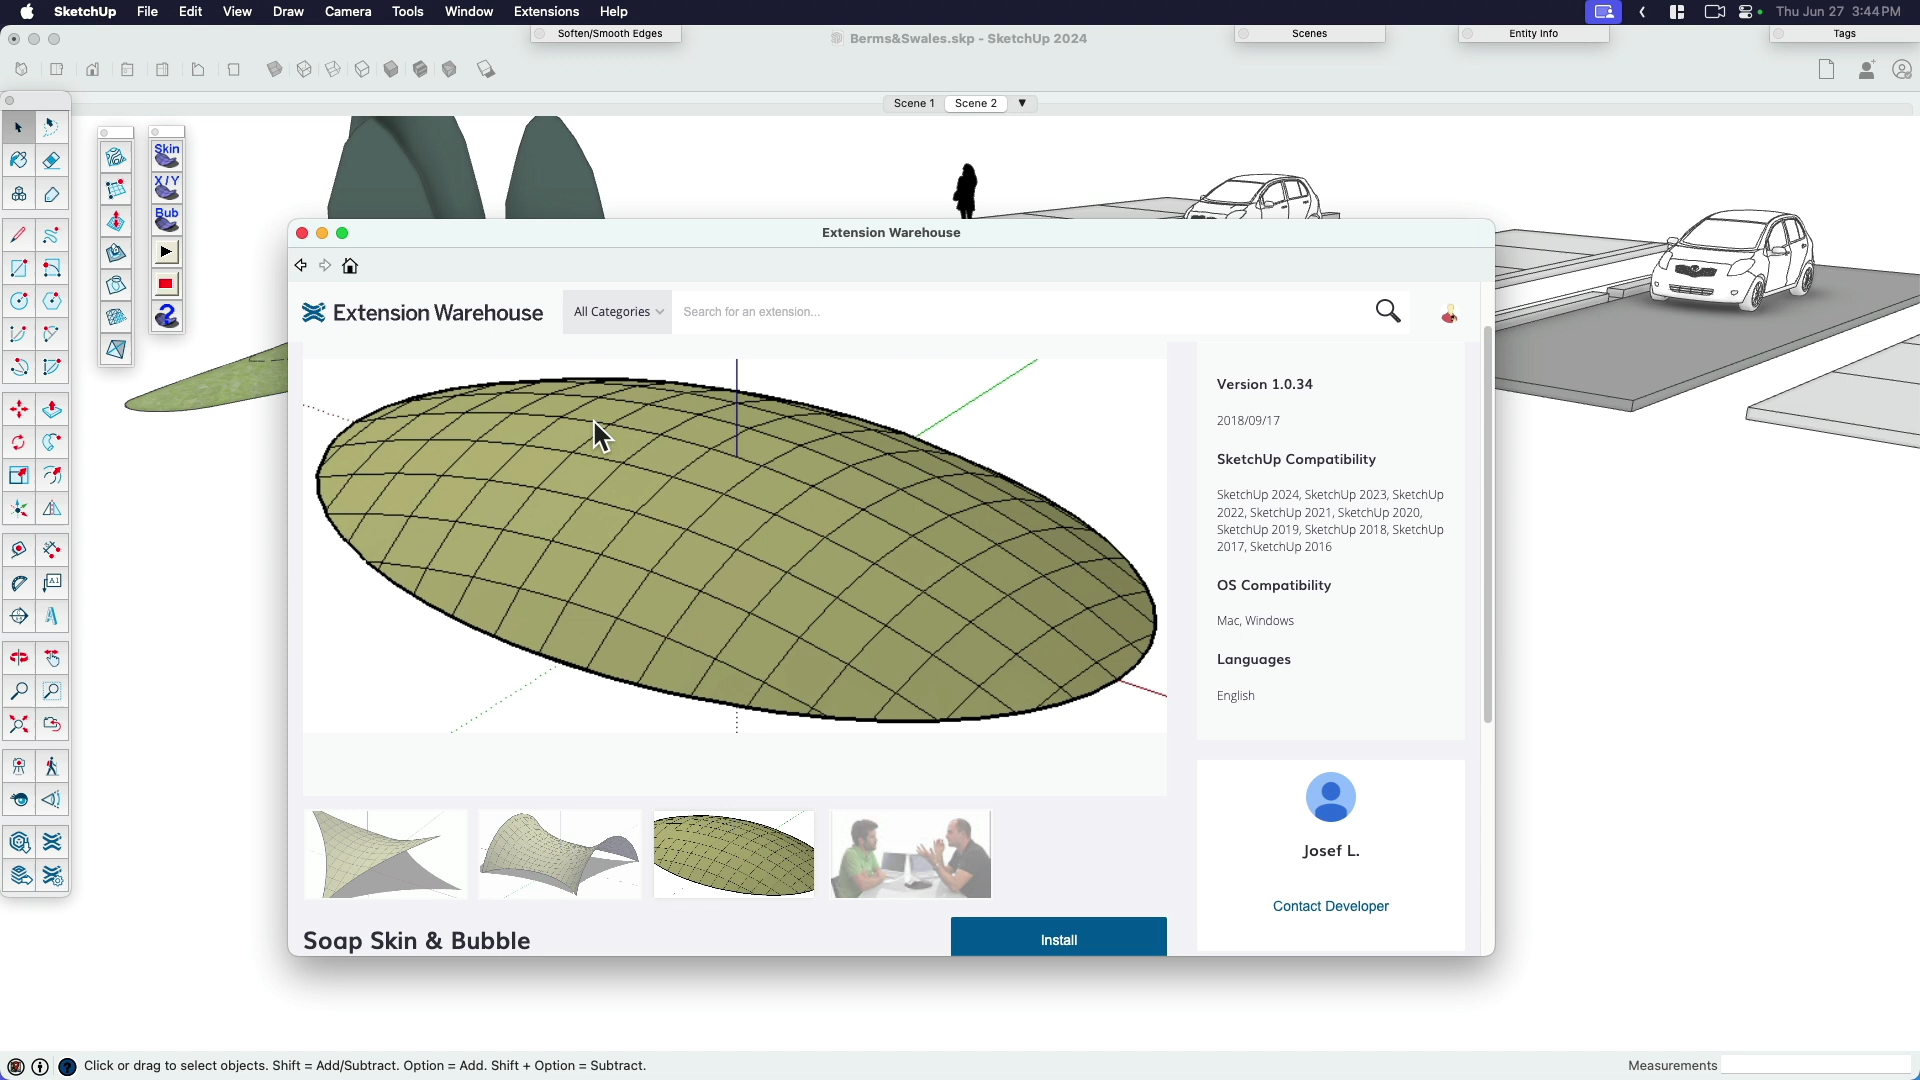 SketchUp File Edit View Draw Camera Tools Window Extensions Help
Thu Jun 27 3:44 PM
Soften/Smooth Edges
Berms&Swales.skp - SketchUp 2024
Scenes
Entity Info
Tags
Scene 1 Scene 2
Skin
X/Y
Bub
?
A1
Extension Warehouse
Extension Warehouse
All Categories
Search for an extension...
Version 1.0.34
2018/09/17
SketchUp Compatibility
SketchUp 2024, SketchUp 2023, SketchUp
2022, SketchUp 2021, SketchUp 2020,
SketchUp 2019, SketchUp 2018, SketchUp
2017, SketchUp 2016
OS Compatibility
Mac, Windows
Languages
English
Josef L.
Contact Developer
Soap Skin & Bubble
Install
Click or drag to select objects. Shift = Add/Subtract. Option = Add. Shift + Option = Subtract.
Measurements